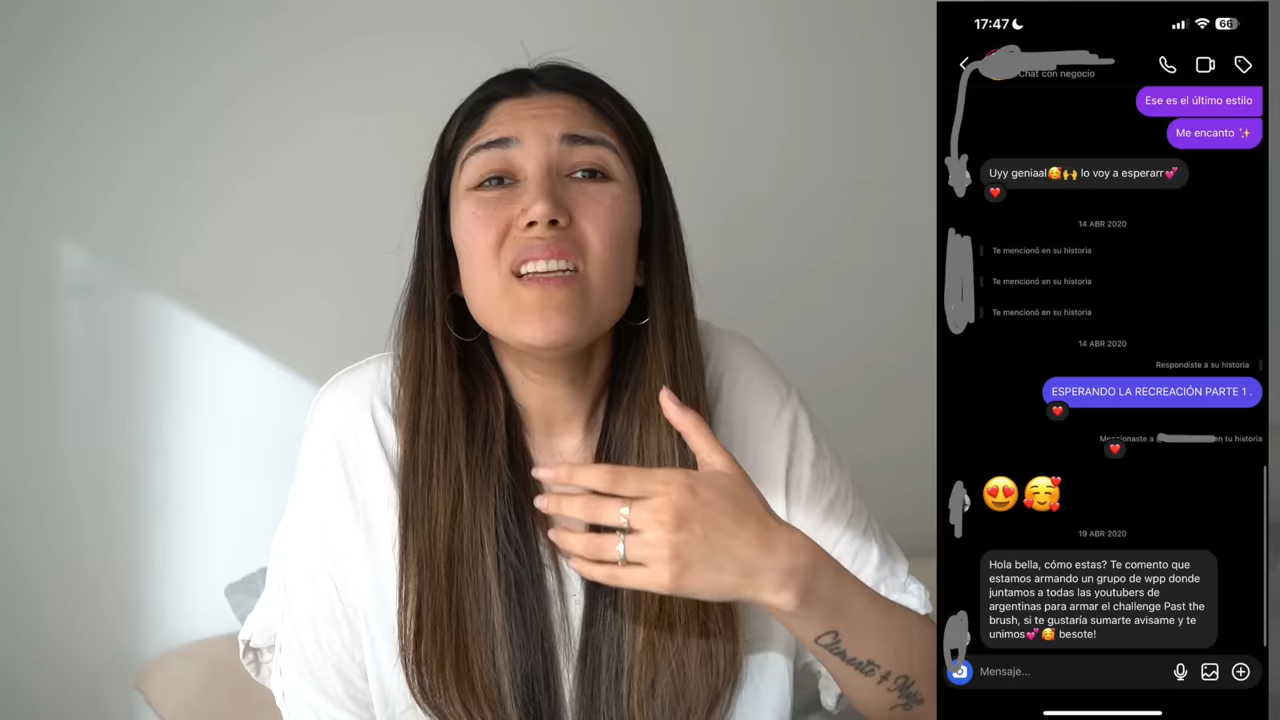 17:47
66
Chat con negocio
Ese es el último estilo
Me encanto ✨
Uyy geniaal🥰🙌 lo voy a esperarr💕
14 ABR 2020
Te mencionó en su historia
Te mencionó en su historia
Te mencionó en su historia
14 ABR 2020
Respondiste a su historia
ESPERANDO LA RECREACIÓN PARTE 1 .
Mencionaste a
en tu historia
😍🥰
19 ABR 2020
Hola bella, cómo estas? Te comento que
estamos armando un grupo de wpp donde
juntamos a todas las youtubers de
argentinas para armar el challenge Past the
brush, si te gustaría sumarte avisame y te
unimos💕🥰 besote!
Mensaje...
Clemente +